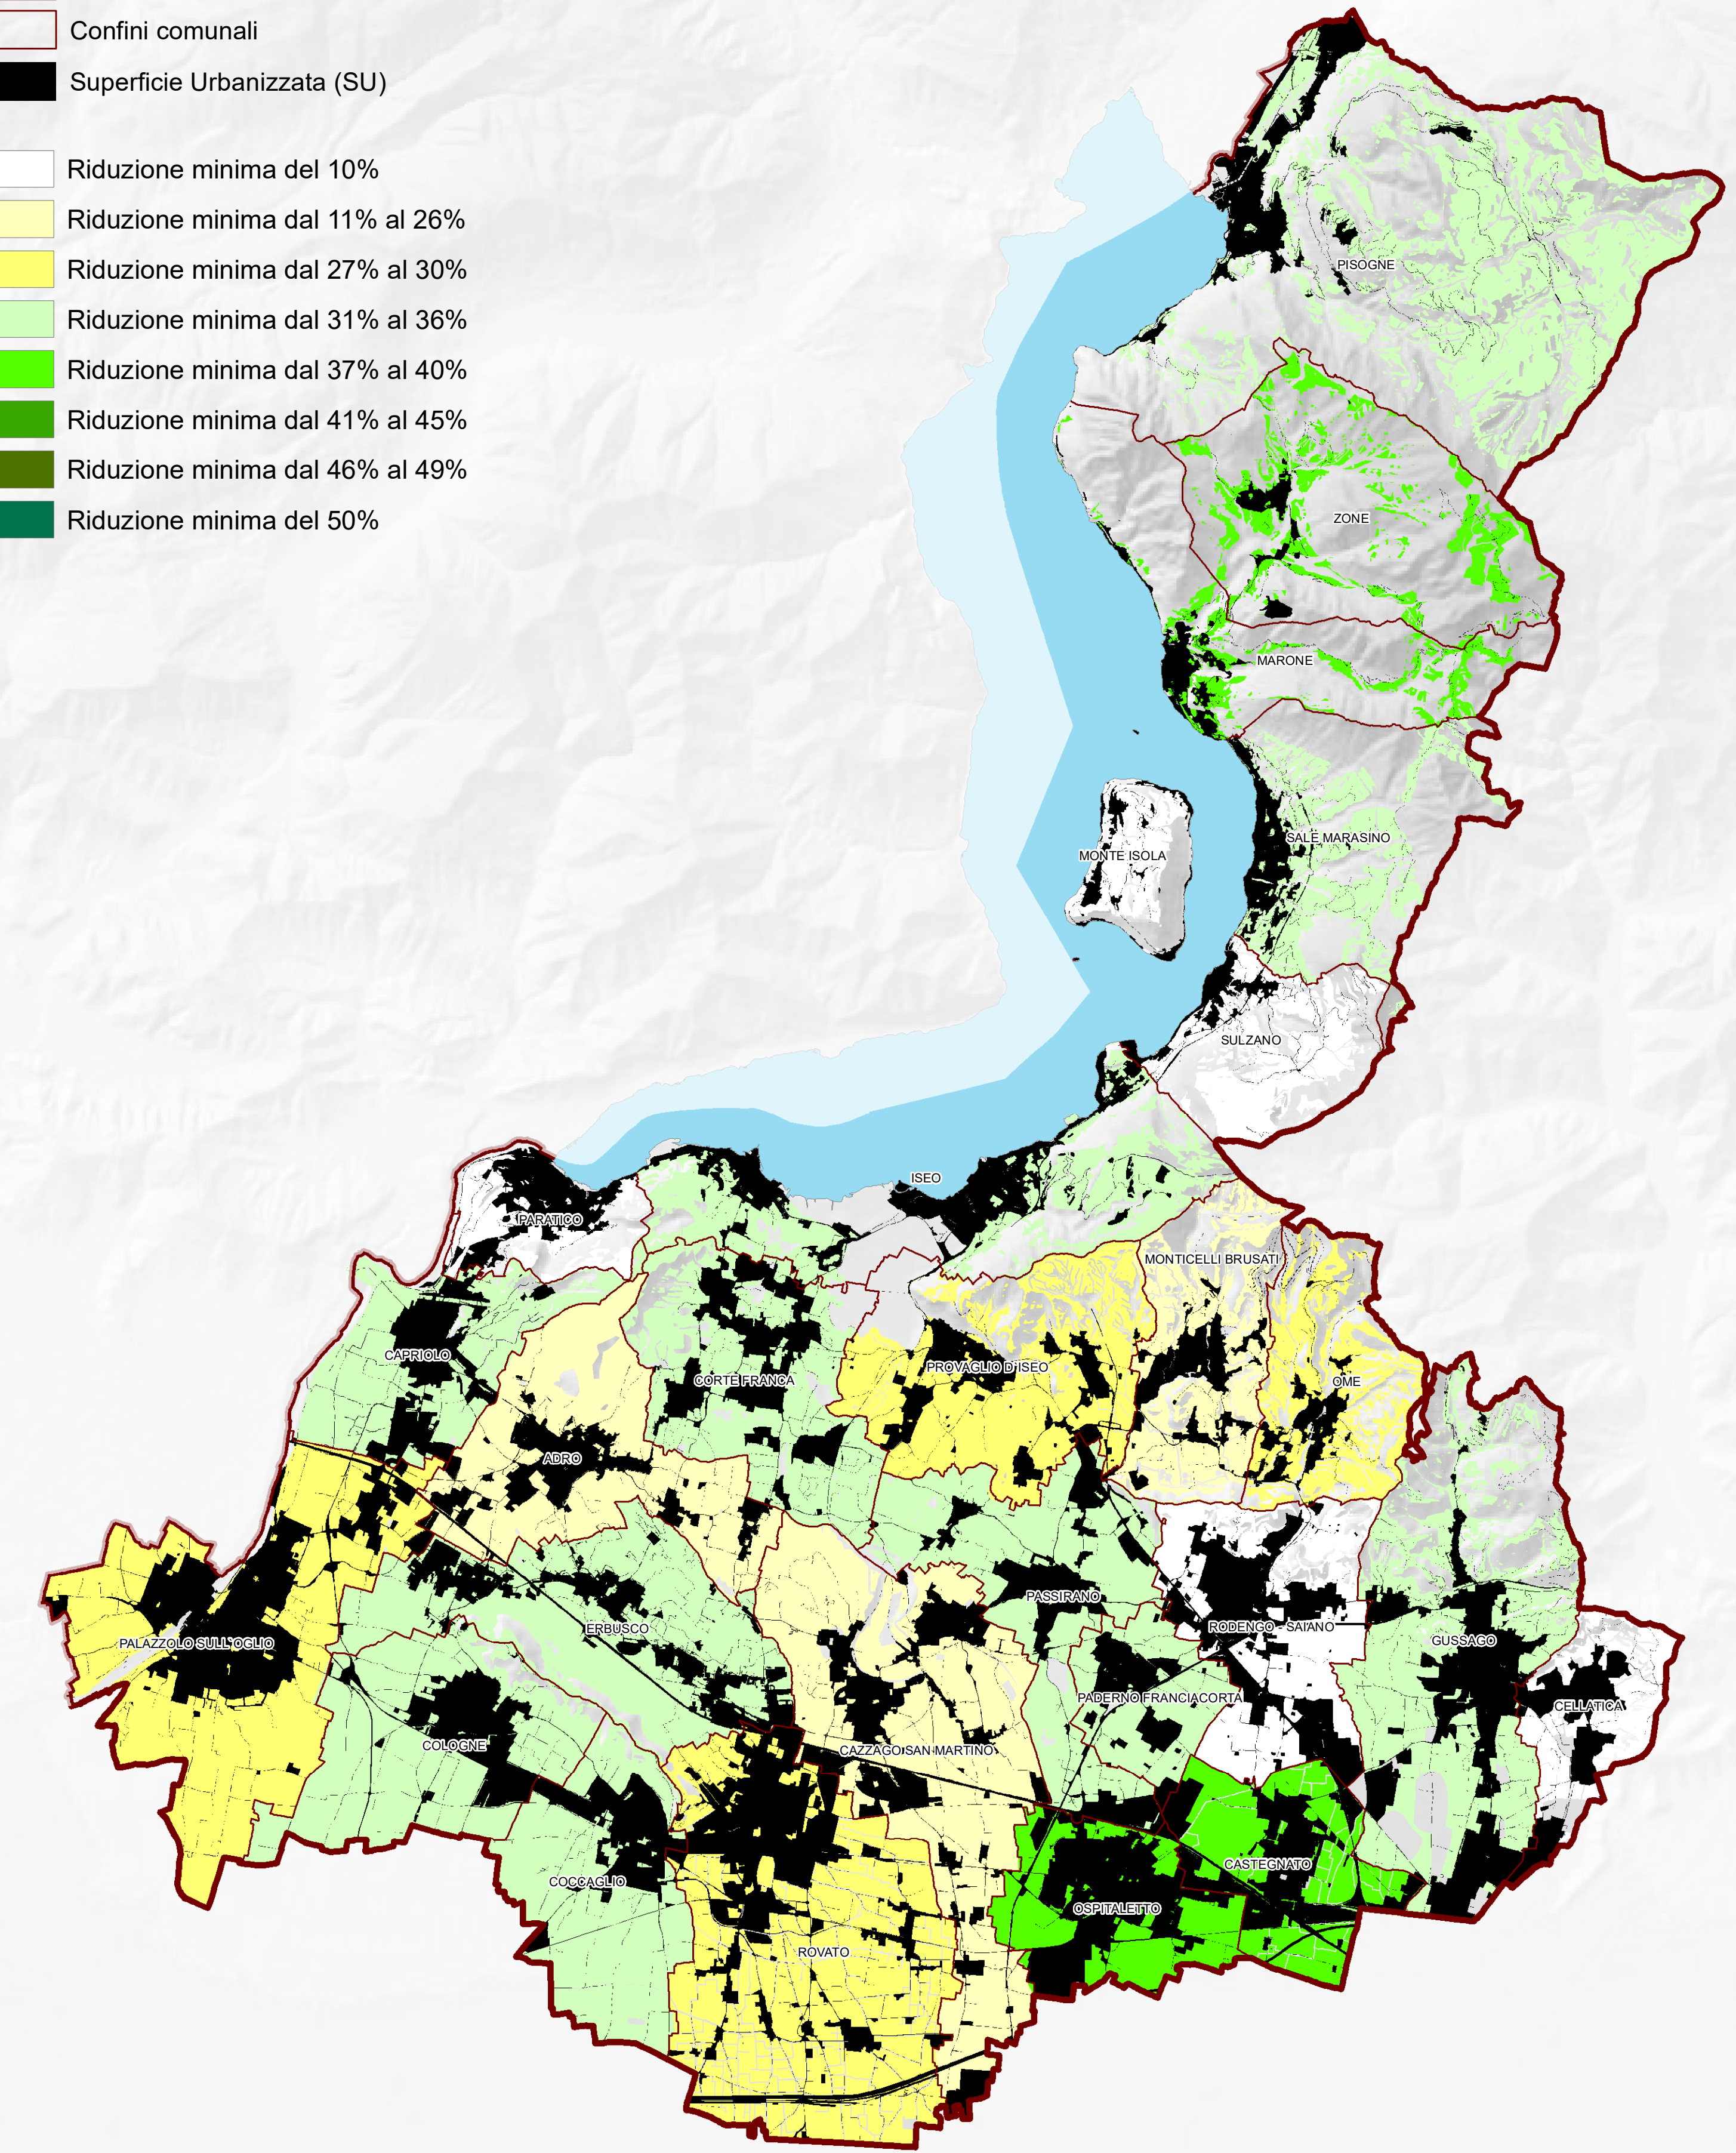 Confini comunali
Superficie Urbanizzata (SU)
Riduzione minima del 10%
Riduzione minima dal 11% al 26%
Riduzione minima dal 27% al 30%
Riduzione minima dal 31% al 36%
Riduzione minima dal 37% al 40%
Riduzione minima dal 41% al 45%
Riduzione minima dal 46% al 49%
Riduzione minima del 50%
PISOGNE
ZONE
MARONE
SALE MARASINO
MONTE ISOLA
SULZANO
ISEO
PARATICO
MONTICELLI BRUSATI
CAPRIOLO
PROVAGLIO D'ISEO
CORTE FRANCA
OME
ADRO
PASSIRANO
ERBUSCO
RODENGO - SAIANO
PALAZZOLO SULL'OGLIO
GUSSAGO
PADERNO FRANCIACORTA
CELLATICA
COLOGNE
CAZZAGO SAN MARTINO
CASTEGNATO
COCCAGLIO
OSPITALETTO
ROVATO